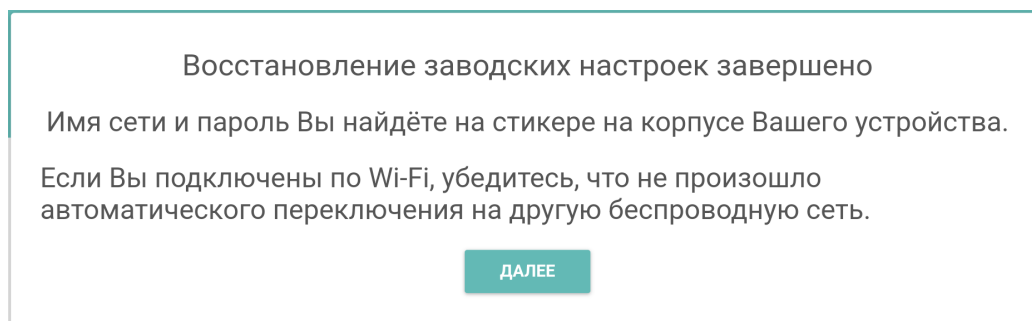 Восстановление заводских настроек завершено
Имя сети и пароль Вы найдёте на стикере на корпусе Вашего устройства.
Если Вы подключены по Wi-Fi, убедитесь, что не произошло
автоматического переключения на другую беспроводную сеть.
ДАЛЕЕ